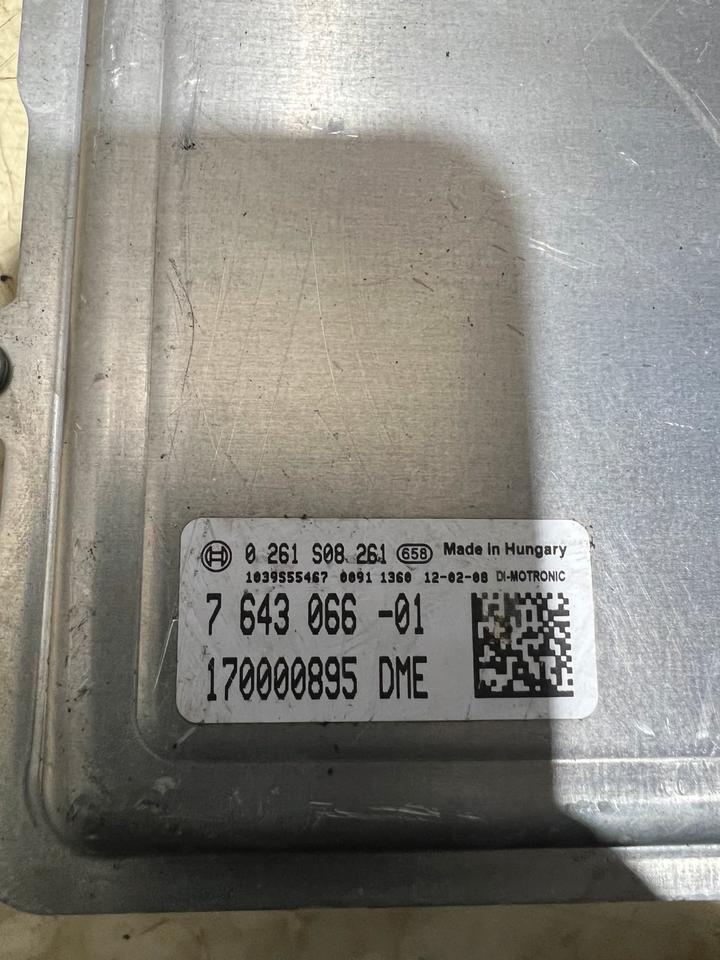 0 261 S08 261 658 Made in Hungary
1039S55467 0091 1360 12-02-08 DI-MOTRONIC
7 643 066 -01
170000895 DME